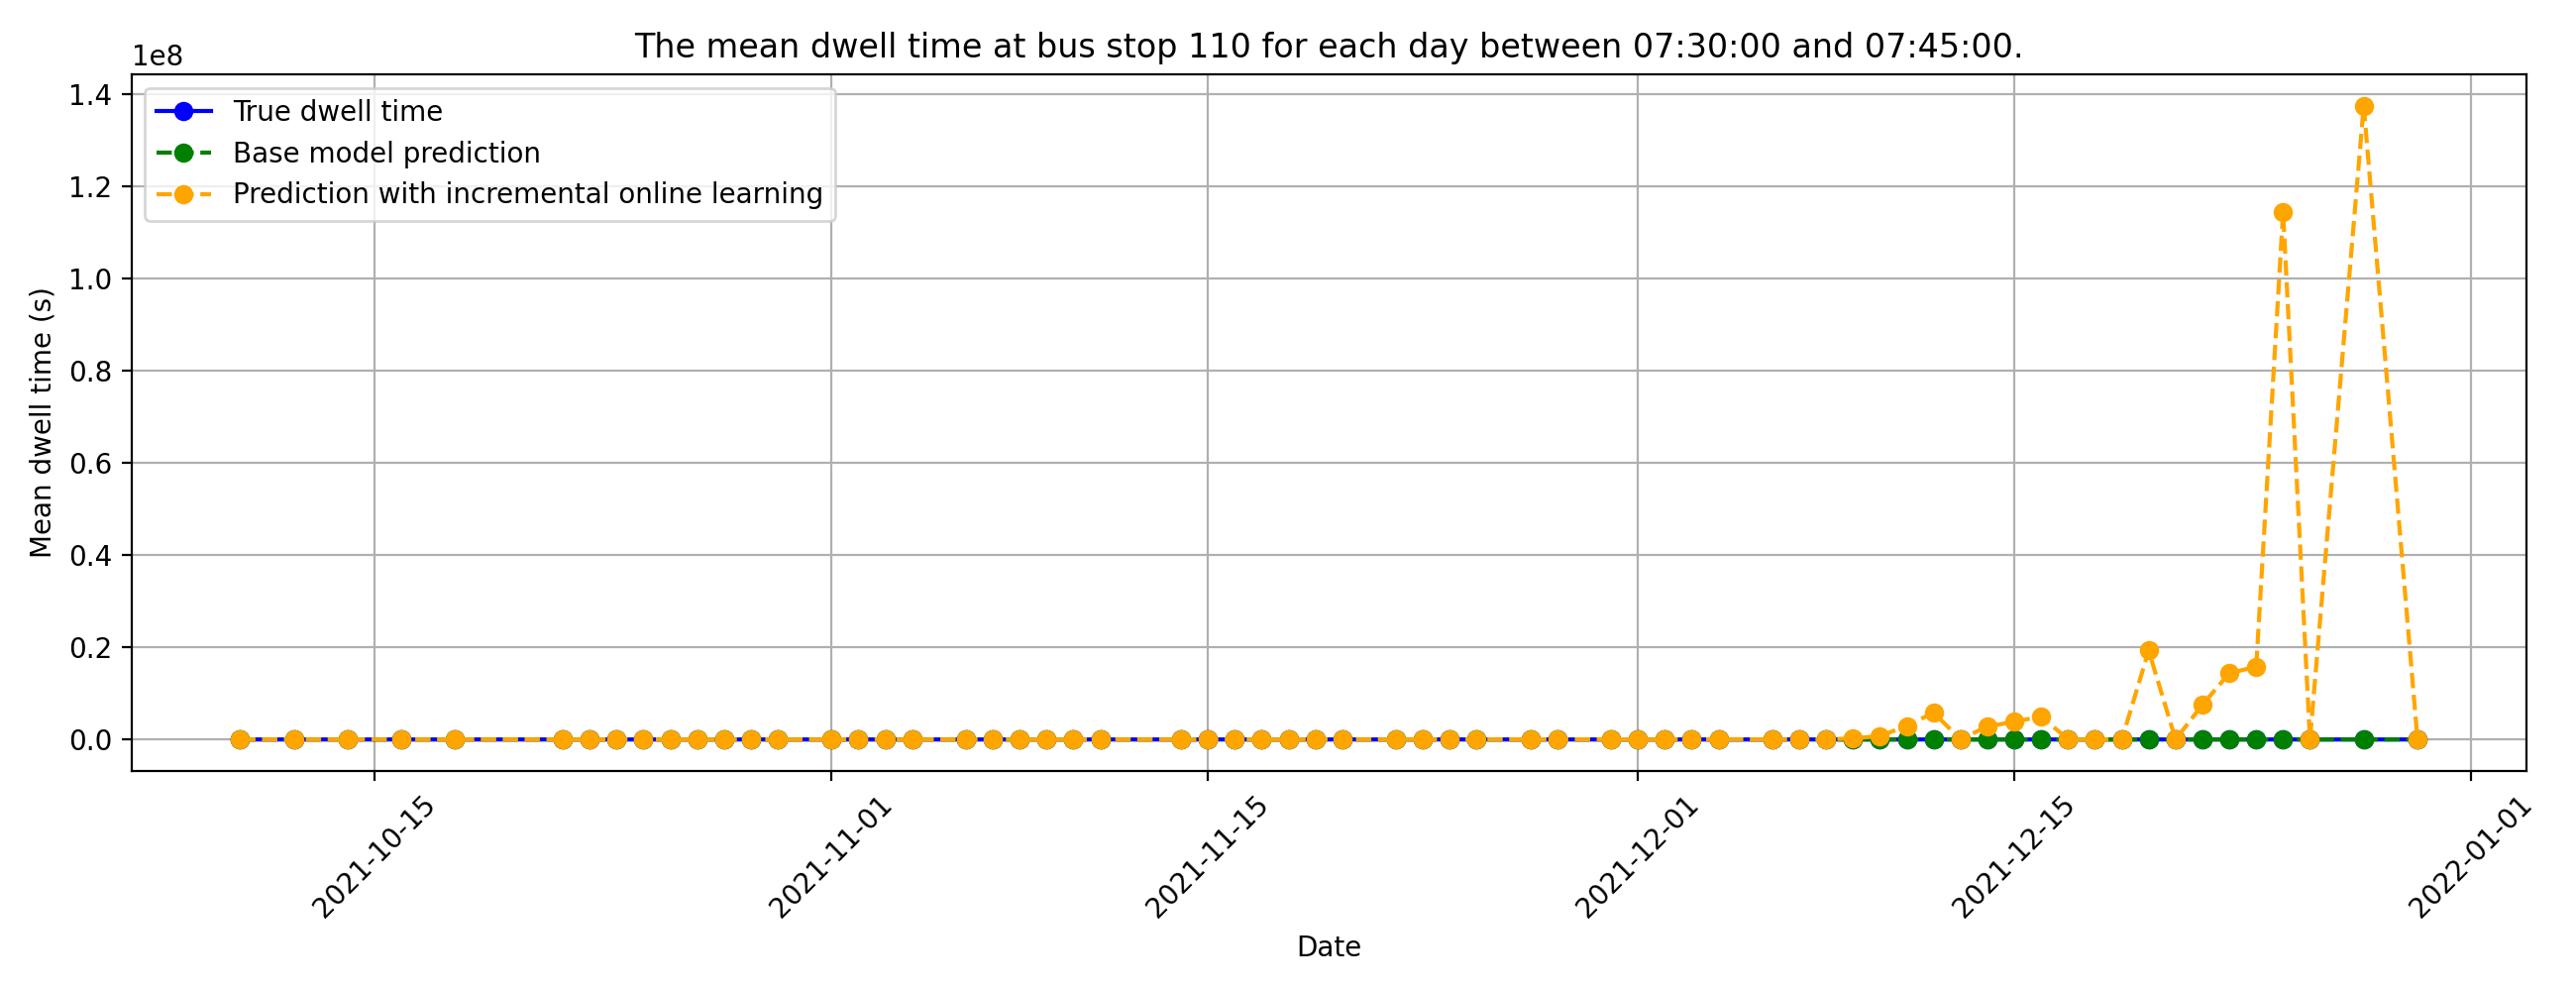 The mean dwell time at bus stop 110 for each day between 07:30:00 and 07:45:00.
1e8
1.4
1.2
1.0
0.8
0.6
0.4
0.2
0.0
Mean dwell time (s)
True dwell time
Base model prediction
Prediction with incremental online learning
2021-10-15
2021-11-01
2021-11-15
2021-12-01
2021-12-15
2022-01-01
Date